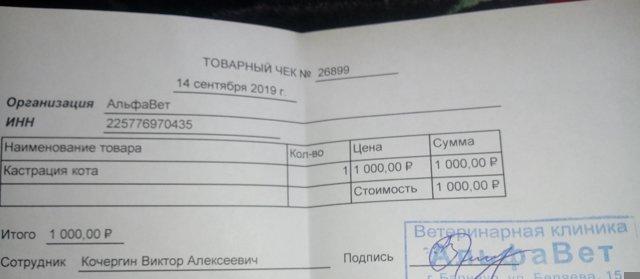 ТОВАРНЫЙ ЧЕК № 26899
14 сентября 2019 г.
Организация АльфаВет
ИНН 225776970435
Наименование товара Кол-во Цена Сумма
Кастрация кота 1 1 000,00 ₽ 1 000,00 ₽
Стоимость 1 000,00 ₽
Итого 1 000,00 ₽
Сотрудник Кочергин Виктор Алексеевич Подпись
Ветеринарная клиника
АльфаВет
г. Барнаул, ул. Беляева, 15